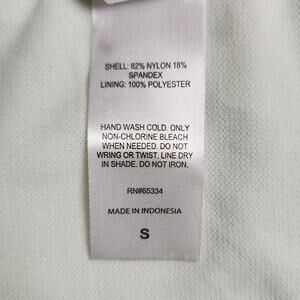 SHELL: 82% NYLON 18%
SPANDEX
LINING: 100% POLYESTER
HAND WASH COLD. ONLY
NON-CHLORINE BLEACH
WHEN NEEDED. DO NOT
WRING OR TWIST. LINE DRY
IN SHADE. DO NOT IRON.
RN#65334
MADE IN INDONESIA
S